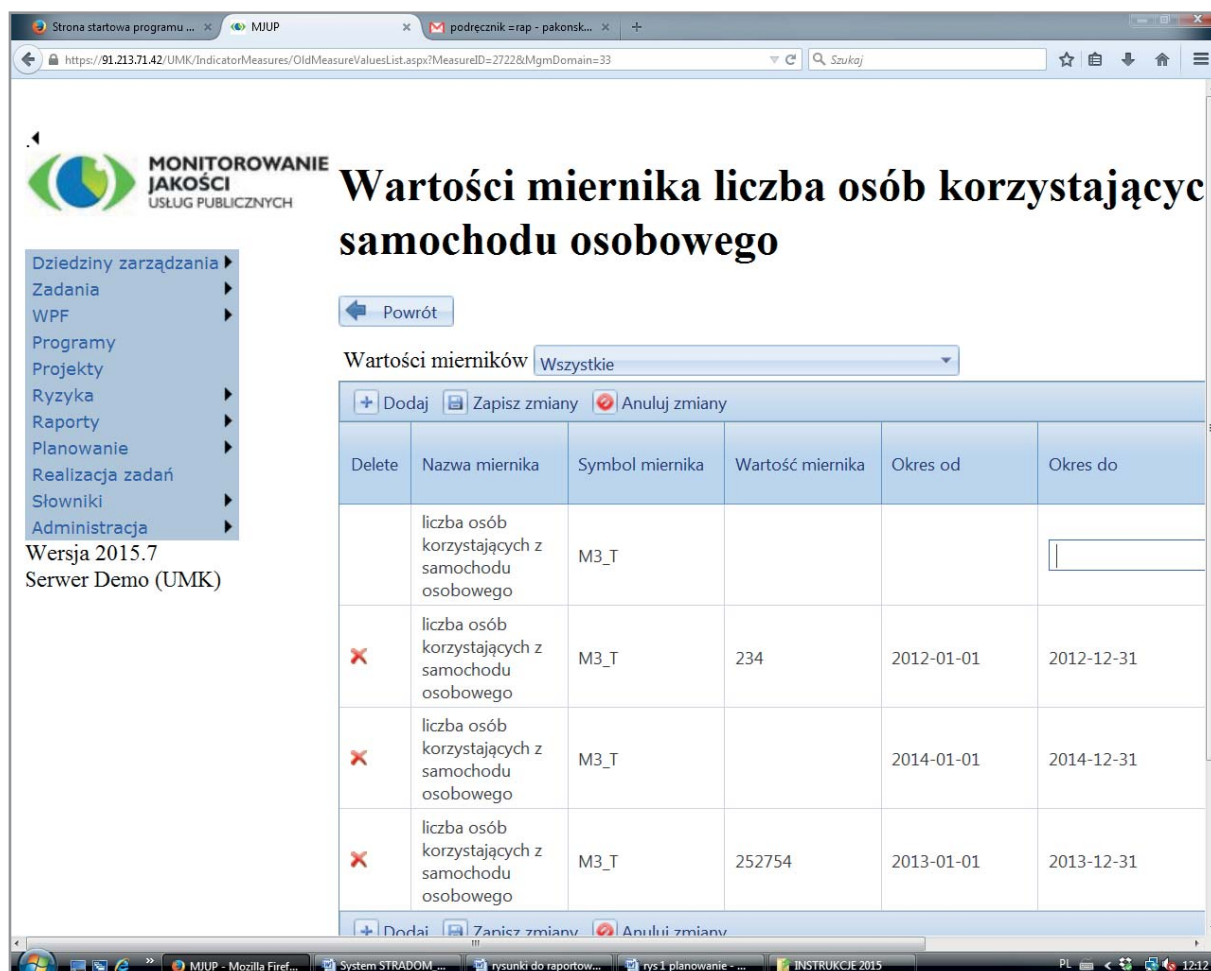 Strona startowa programu ... ×
MJUP ×
podręcznik =rap - pakonsk... × +
https://91.213.71.42/UMK/IndicatorMeasures/OldMeasureValuesList.aspx?MeasureID=2722&MgmDomain=33
Szukaj
MONITOROWANIE
JAKOŚCI
USŁUG PUBLICZNYCH
Wartości miernika liczba osób korzystającyc
samochodu osobowego
Dziedziny zarządzania
Zadania
WPF
Programy
Projekty
Ryzyka
Raporty
Planowanie
Realizacja zadań
Słowniki
Administracja
Wersja 2015.7
Serwer Demo (UMK)
Powrót
Wartości mierników Wszystkie
Dodaj Zapisz zmiany Anuluj zmiany
Delete Nazwa miernika Symbol miernika Wartość miernika Okres od Okres do
liczba osób
korzystających z
samochodu
osobowego
M3_T
liczba osób
korzystających z
samochodu
osobowego
M3_T 234 2012-01-01 2012-12-31
liczba osób
korzystających z
samochodu
osobowego
M3_T 2014-01-01 2014-12-31
liczba osób
korzystających z
samochodu
osobowego
M3_T 252754 2013-01-01 2013-12-31
Dodaj Zapisz zmiany Anuluj zmiany
MJUP - Mozilla Firef...
System STRADOM_...
rysunki do raportow...
rys 1 planowanie - ...
INSTRUKCJE 2015
PL
12:12